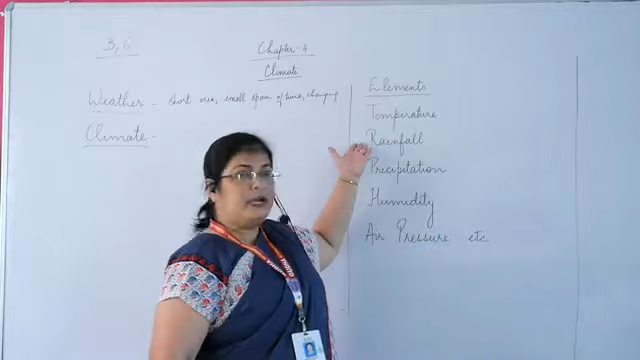 3, 6
Chapter-4
Climate
Weather - short area, small span of time, changing
Climate -
Elements
Temperature
Rainfall
Precipitation
Humidity
Air Pressure etc